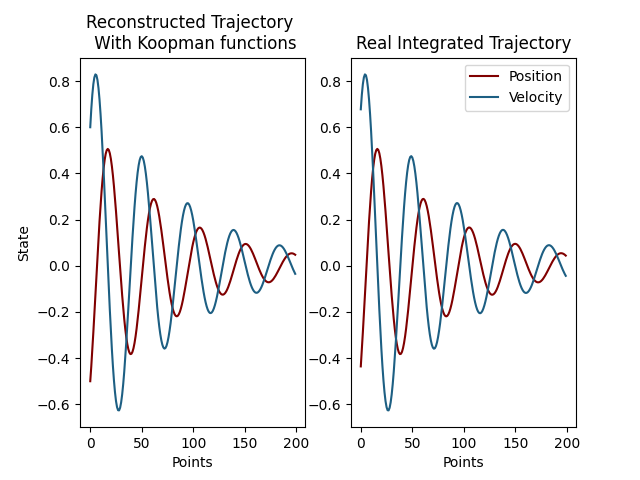 Reconstructed Trajectory
With Koopman functions
State
0.8
0.6
0.4
0.2
0.0
−0.2
−0.4
−0.6
0 50 100 150 200
Points
Real Integrated Trajectory
Position
Velocity
0.8
0.6
0.4
0.2
0.0
−0.2
−0.4
−0.6
0 50 100 150 200
Points